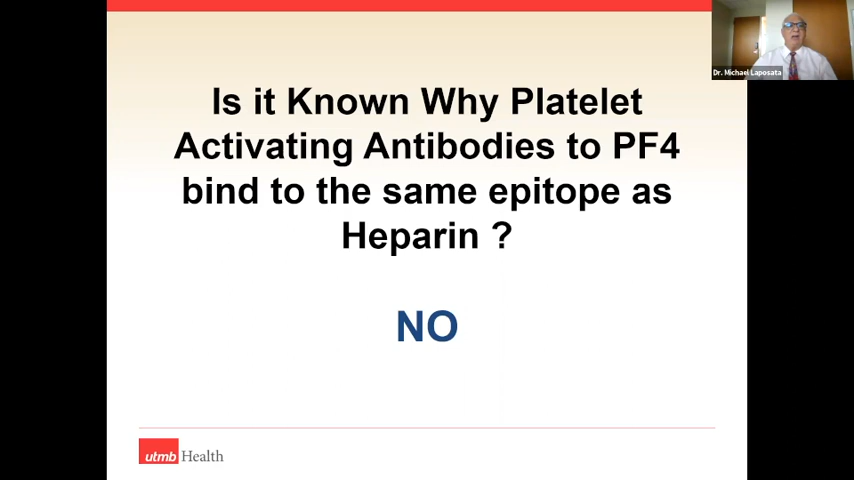 Dr. Michael Laposata
Is it Known Why Platelet
Activating Antibodies to PF4
bind to the same epitope as
Heparin ?
NO
utmb Health